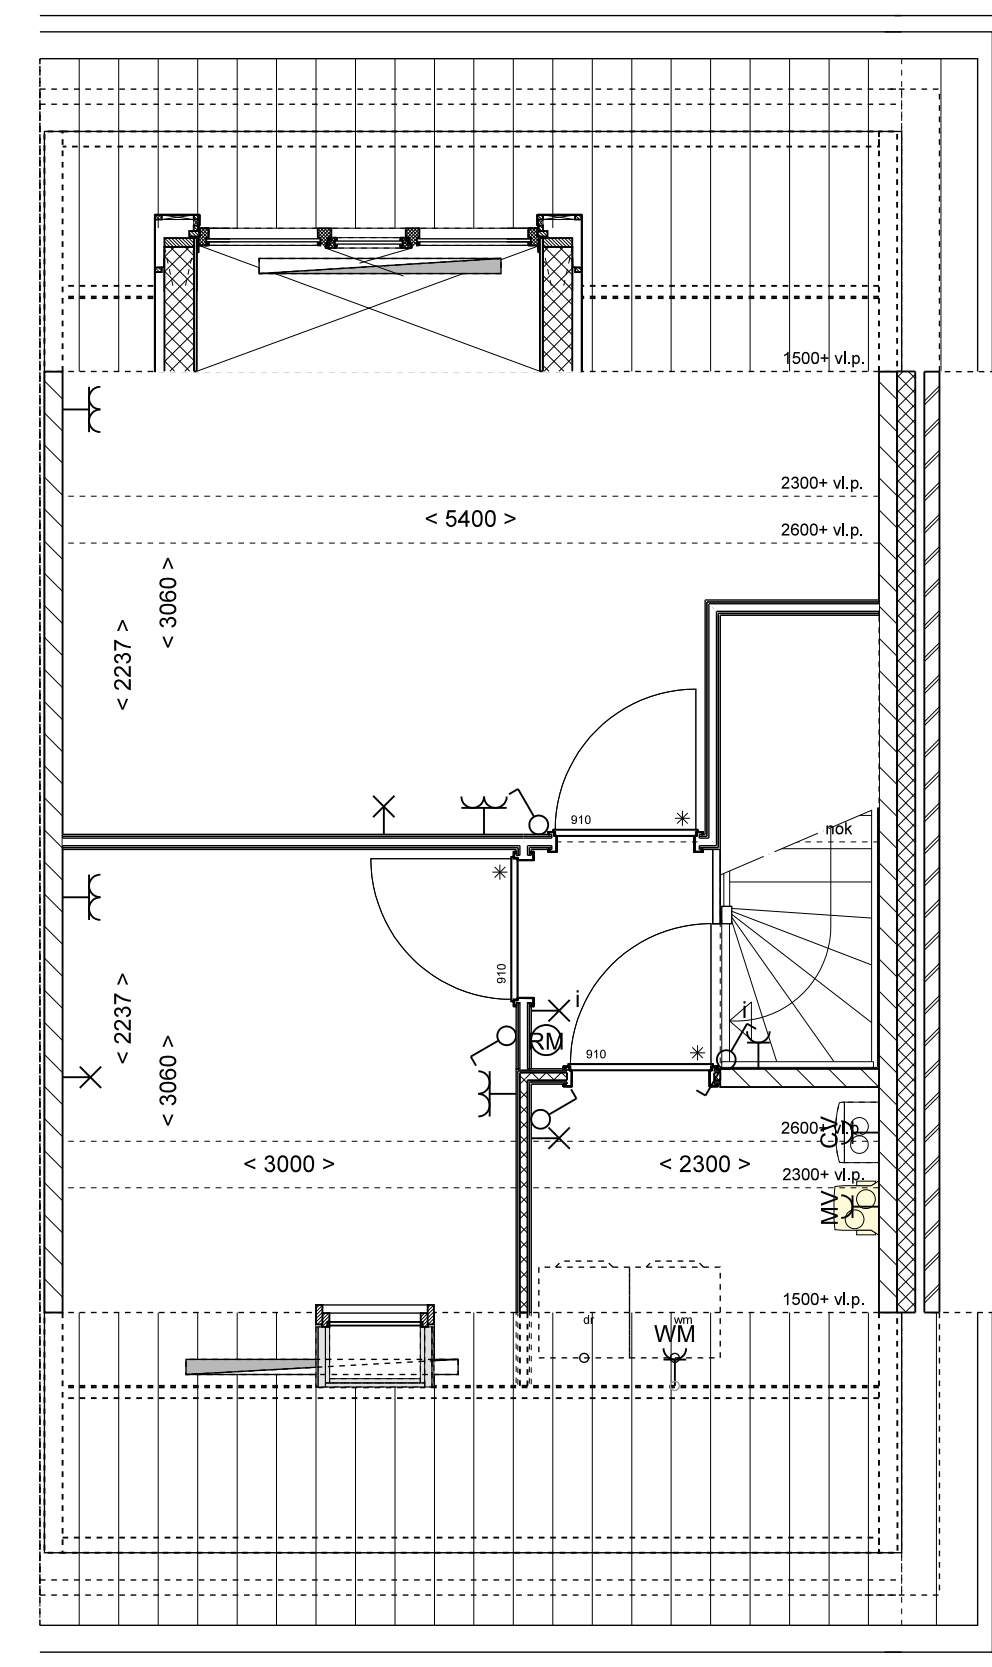 1500+ vl.p.
2300+ vl.p.
< 5400 >
2600+ vl.p.
< 3060 >
< 2237 >
910
nok
910
< 2237 >
< 3060 >
i
RM
i
910
2600+ vl.p.
CV
< 3000 >
< 2300 >
2300+ vl.p.
MV
1500+ vl.p.
dr
wm
WM